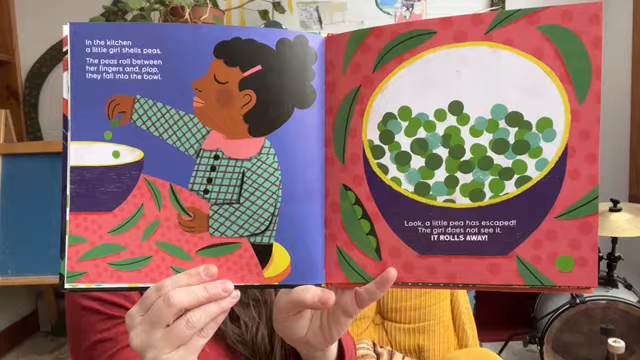 In the kitchen
a little girl shells peas.
The peas roll between
her fingers and, plop,
they fall into the bowl.
Look, a little pea has escaped!
The girl does not see it.
IT ROLLS AWAY!